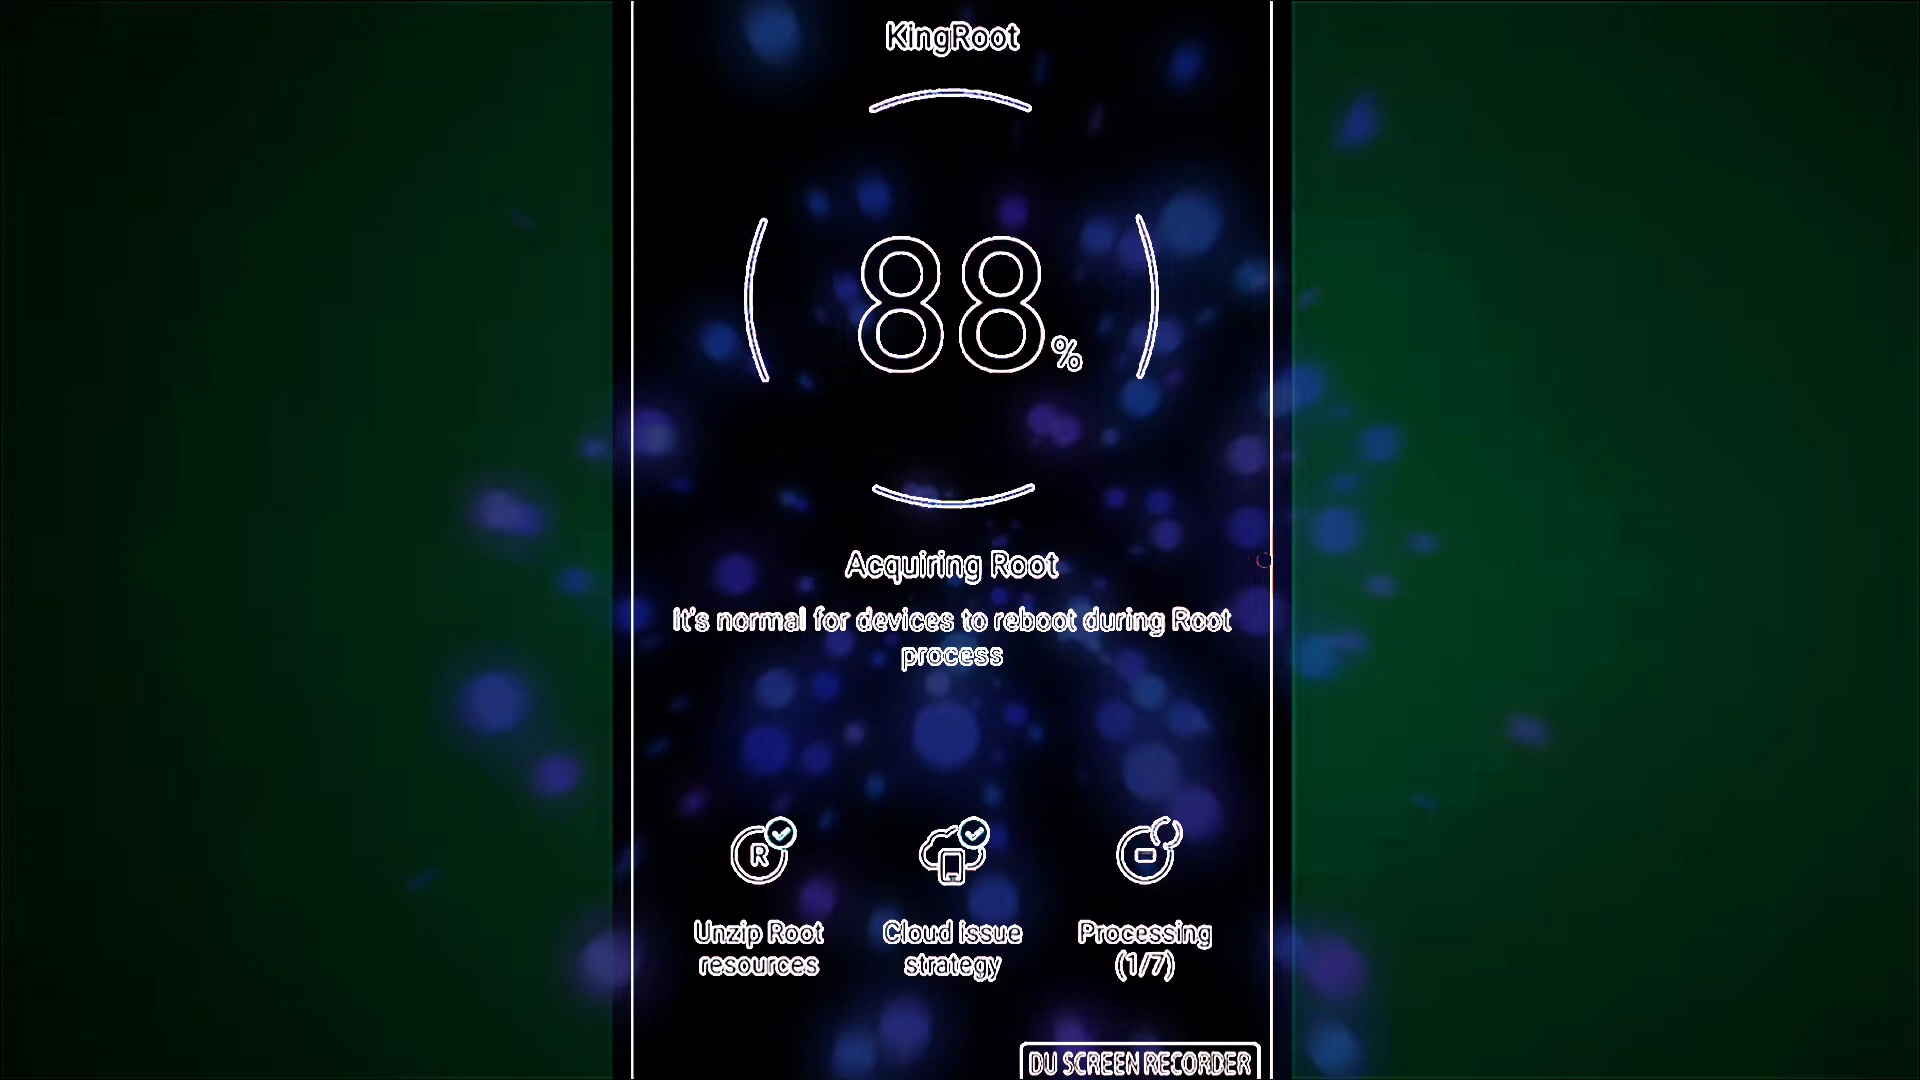 KingRoot
88%
Acquiring Root
It's normal for devices to reboot during Root
process
R
Unzip Root
resources
Cloud issue
strategy
Processing
(1/7)
DU SCREEN RECORDER